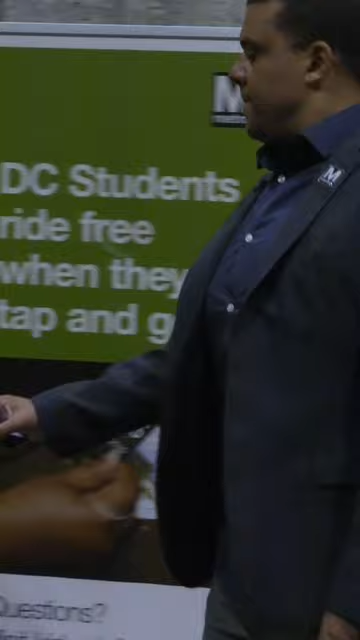 M
M
DC Students
ride free
when they
tap and g
Questions?